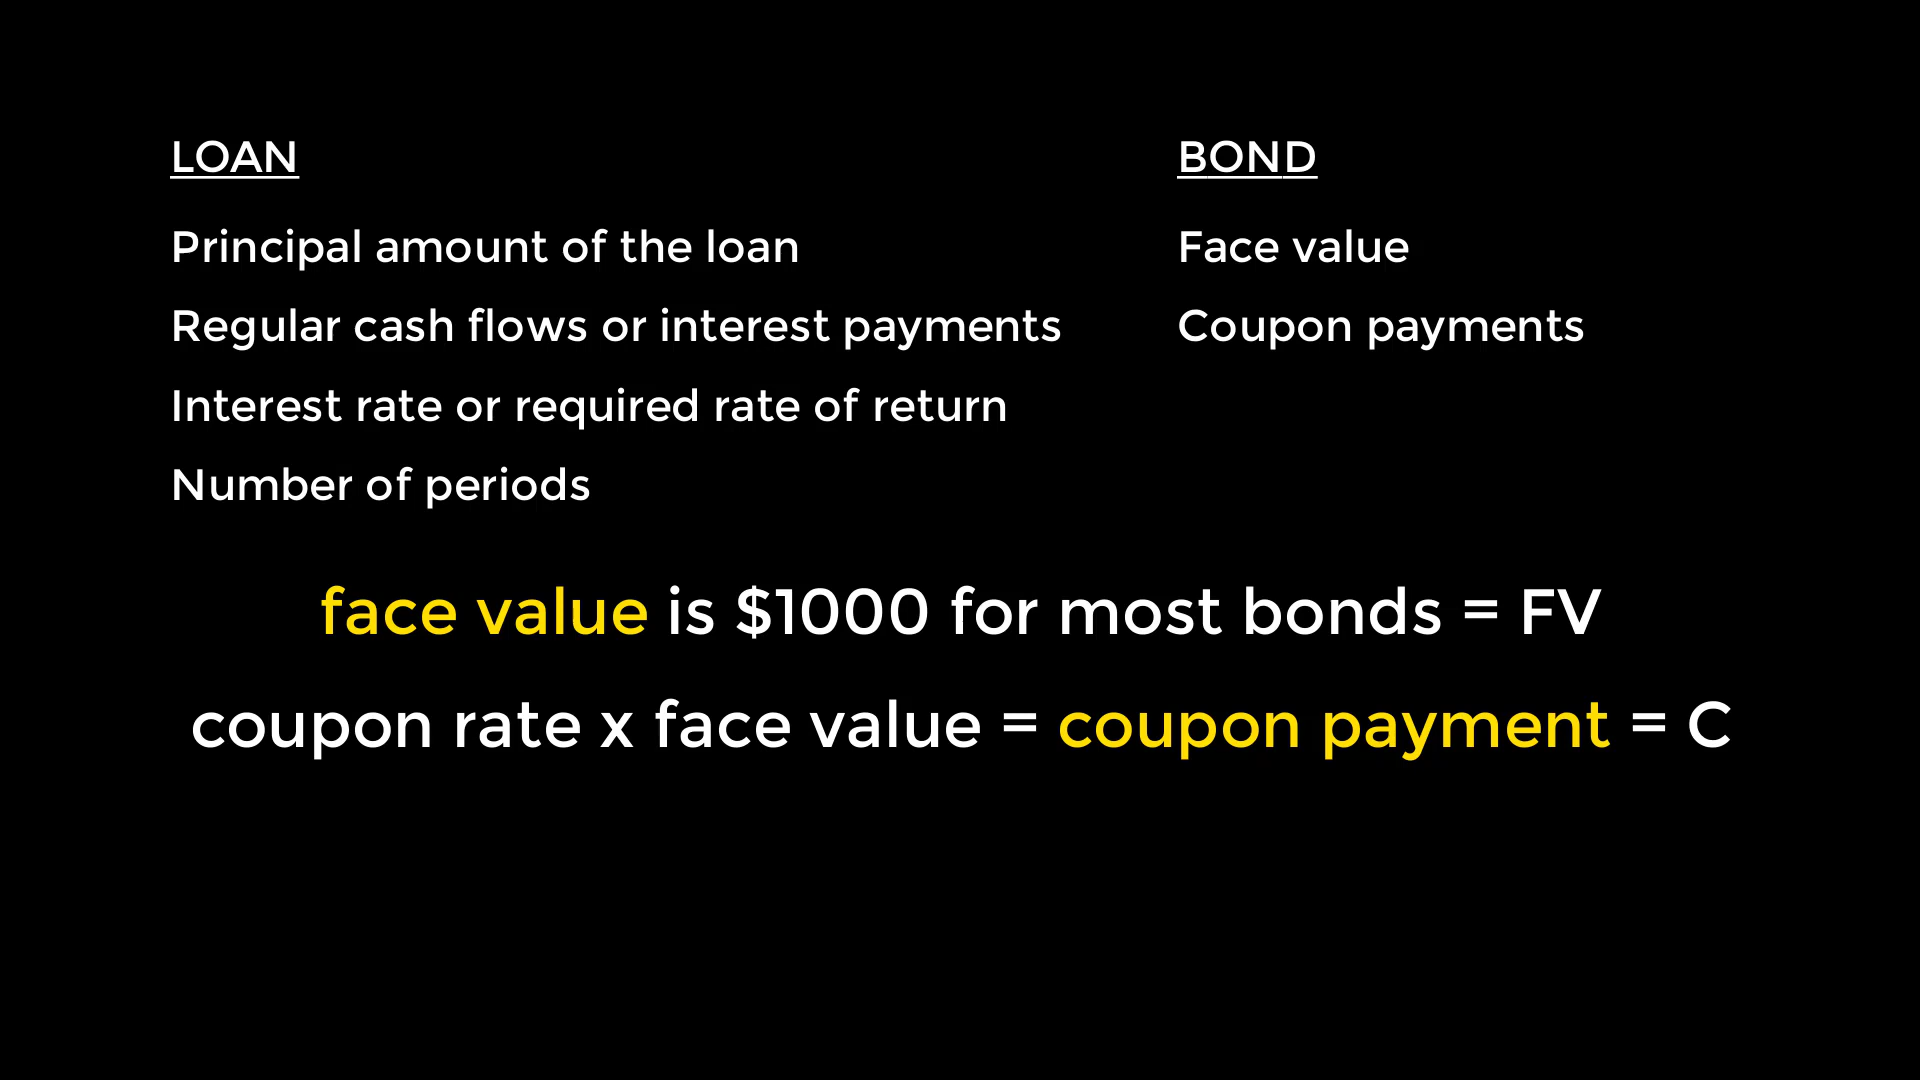 LOAN
Principal amount of the loan
Regular cash flows or interest payments
Interest rate or required rate of return
Number of periods
BOND
Face value
Coupon payments
face value is $1000 for most bonds = FV
coupon rate x face value = coupon payment = C